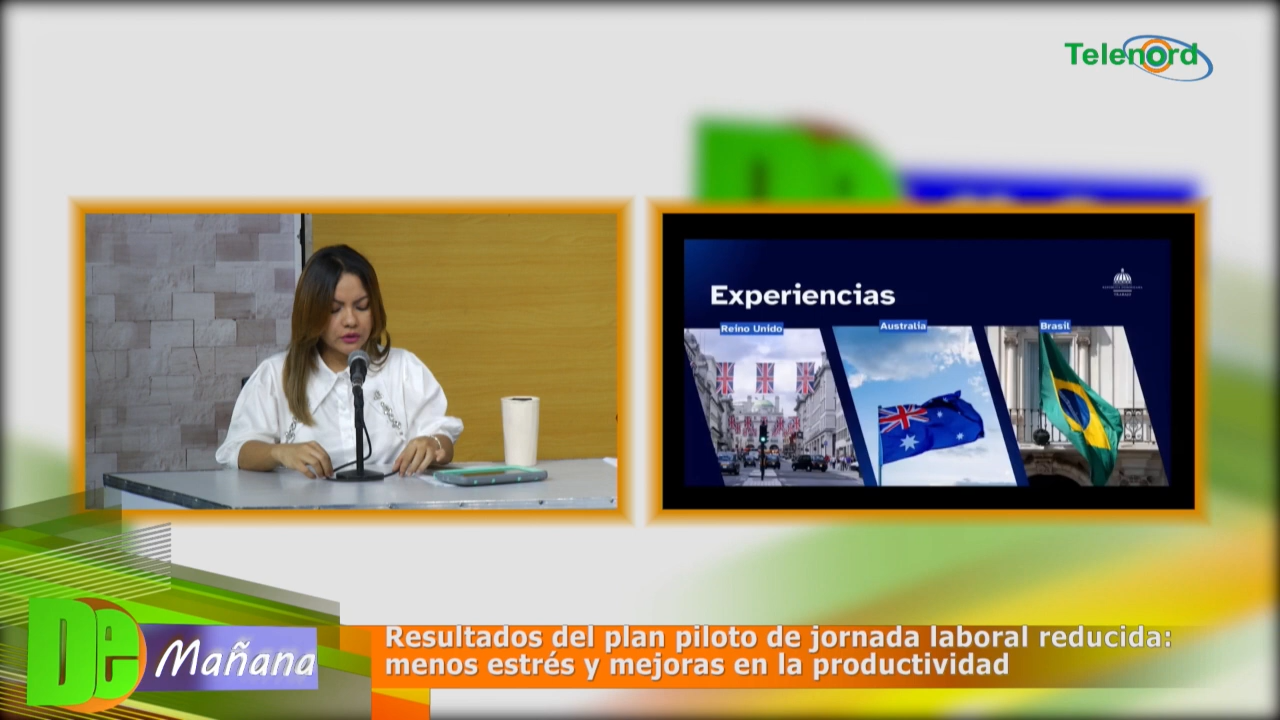 Telenord
Experiencias
Reino Unido
Australia
Brasil
De
Mañana
Resultados del plan piloto de jornada laboral reducida:
menos estrés y mejoras en la productividad